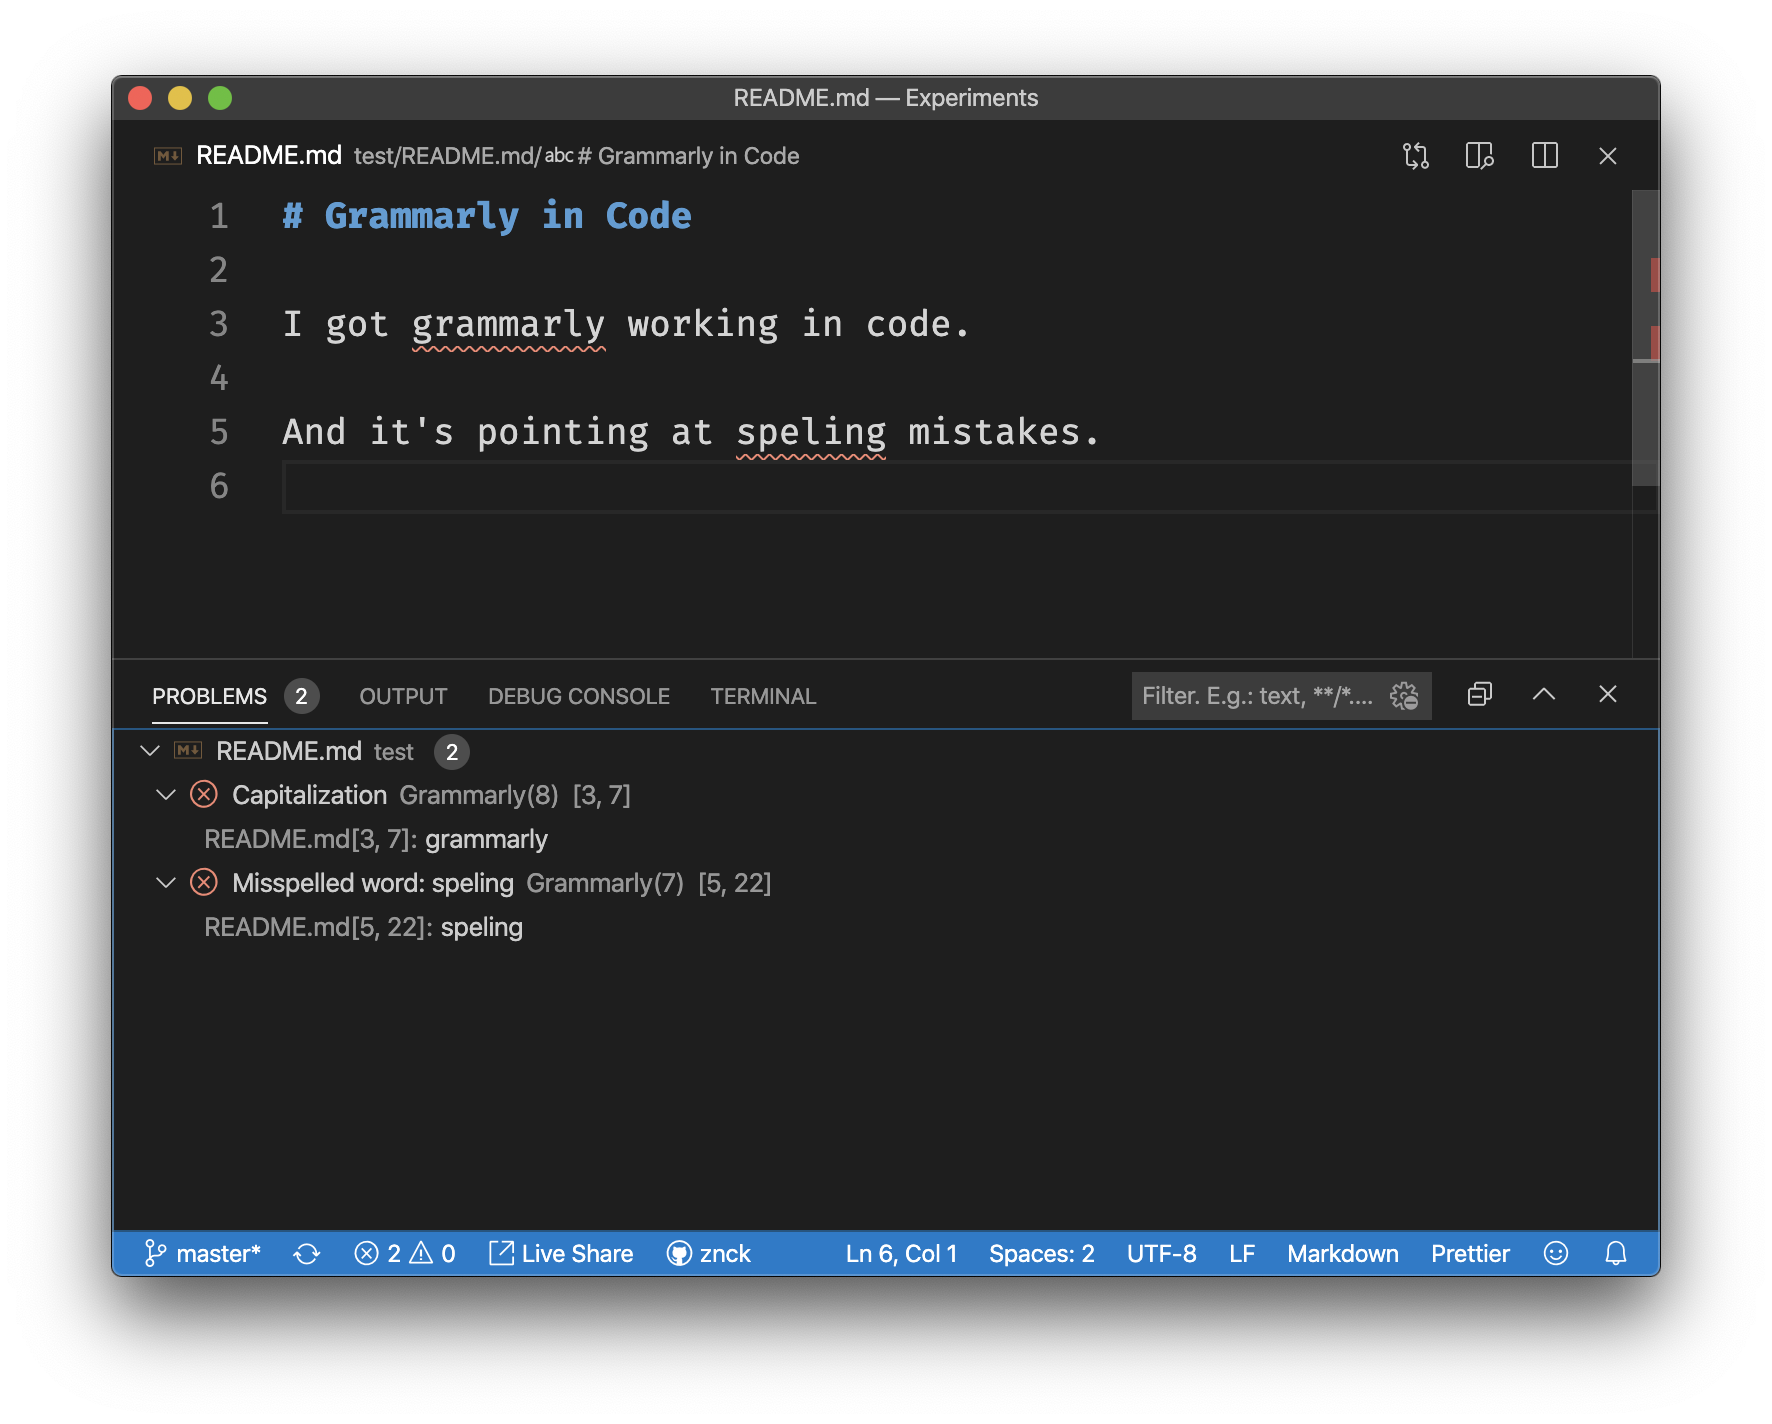 README.md — Experiments
README.md test/README.md/abc# Grammarly in Code
1 # Grammarly in Code
2
3 I got grammarly working in code.
4
5 And it's pointing at speling mistakes.
6
PROBLEMS 2 OUTPUT DEBUG CONSOLE TERMINAL Filter. E.g.: text, **/*....
README.md test 2
Capitalization Grammarly(8) [3, 7]
README.md[3, 7]: grammarly
Misspelled word: speling Grammarly(7) [5, 22]
README.md[5, 22]: speling
master* 2 0 Live Share znck Ln 6, Col 1 Spaces: 2 UTF-8 LF Markdown Prettier